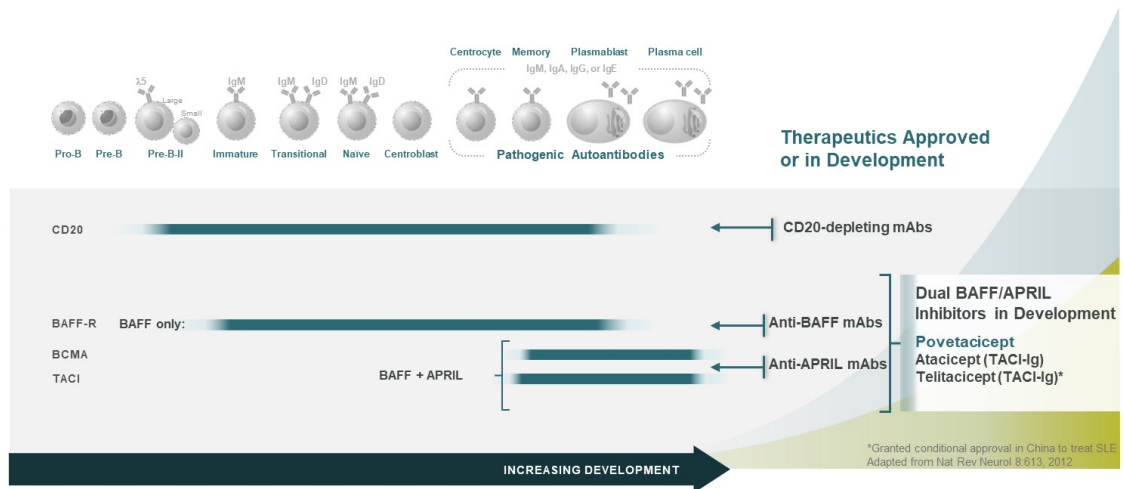 Centrocyte Memory Plasmablast Plasma cell
IgM, IgA, IgG, or IgE
λ5
Large
Small
IgM
IgM IgD
IgM IgD
Pro-B Pre-B Pre-B-II Immature Transitional Naïve Centroblast
Pathogenic Autoantibodies
Therapeutics Approved
or in Development
CD20
CD20-depleting mAbs
BAFF-R
BAFF only:
Anti-BAFF mAbs
BCMA
TACI
BAFF + APRIL
Anti-APRIL mAbs
Dual BAFF/APRIL
Inhibitors in Development
Povetacicept
Atacicept (TACI-Ig)
Telitacicept (TACI-Ig)*
*Granted conditional approval in China to treat SLE
Adapted from Nat Rev Neurol 8:613, 2012
INCREASING DEVELOPMENT